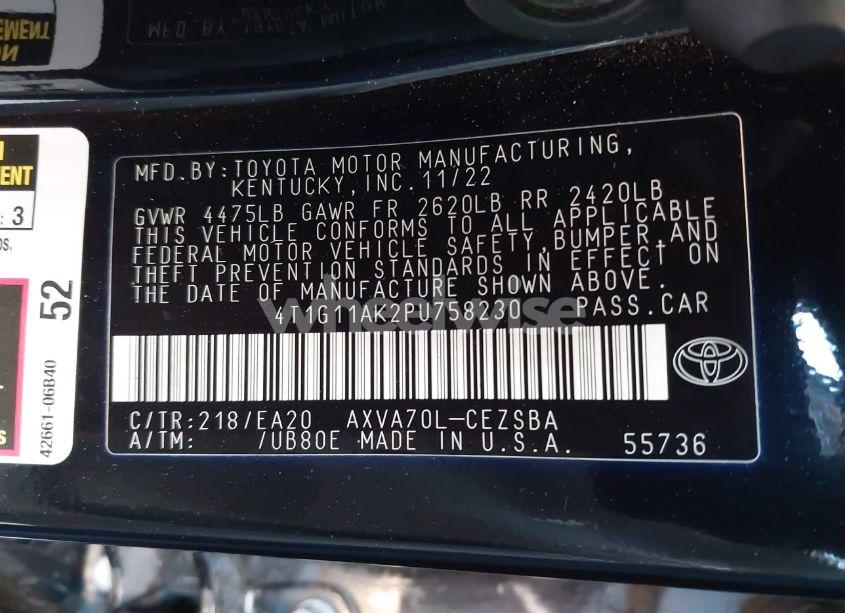 MFD. BY: TOYOTA MOTOR MANUFACTURING,
KENTUCKY, INC. 11/22
GVWR 4475LB GAWR FR 2620LB RR 2420LB
THIS VEHICLE CONFORMS TO ALL APPLICABLE
FEDERAL MOTOR VEHICLE SAFETY, BUMPER, AND
THEFT PREVENTION STANDARDS IN EFFECT ON
THE DATE OF MANUFACTURE SHOWN ABOVE.
4T1G11AK2PU758230 PASS.CAR
wheelwise
C/TR: 218/EA20 AXVA70L-CEZSBA
A/TM: /UB80E MADE IN U.S.A. 55736
: 3
52
42661-06B40